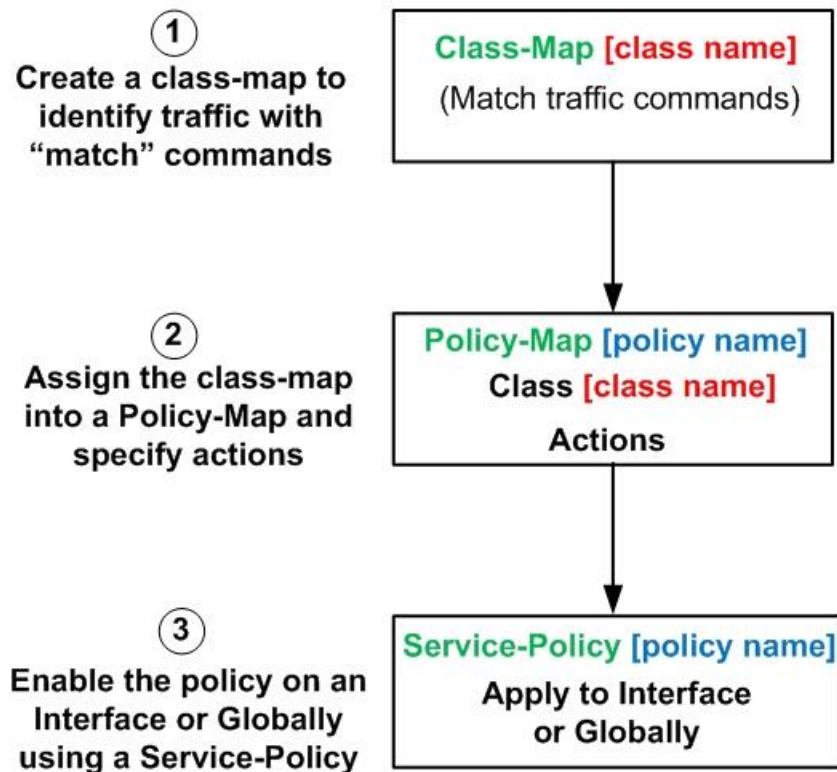 1
Create a class-map to
identify traffic with
“match” commands
Class-Map [class name]
(Match traffic commands)
2
Assign the class-map
into a Policy-Map and
specify actions
Policy-Map [policy name]
Class [class name]
Actions
3
Enable the policy on an
Interface or Globally
using a Service-Policy
Service-Policy [policy name]
Apply to Interface
or Globally